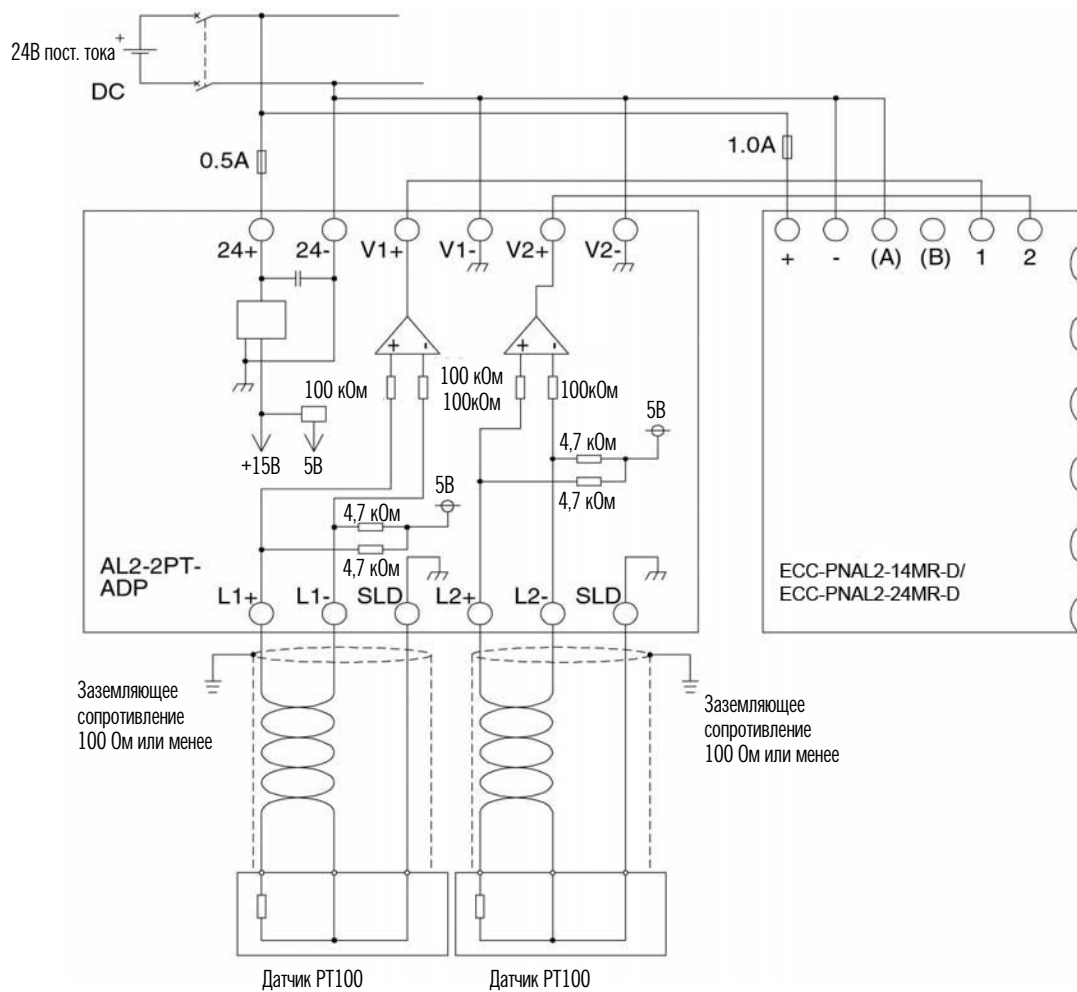 +
24В пост. тока
DC
0.5A
1.0A
24+ 24- V1+ V1- V2+ V2-
+ - (A) (B) 1 2
+ -
+ -
100 кОм
100 кОм
100кОм
100кОм
+15В 5В
5В
4,7 кОм
4,7 кОм
5В
4,7 кОм
4,7 кОм
AL2-2PT-
ADP
ECC-PNAL2-14MR-D/
ECC-PNAL2-24MR-D
L1+ L1- SLD L2+ L2- SLD
Заземляющее
сопротивление
100 Ом или менее
Заземляющее
сопротивление
100 Ом или менее
Датчик PT100
Датчик PT100